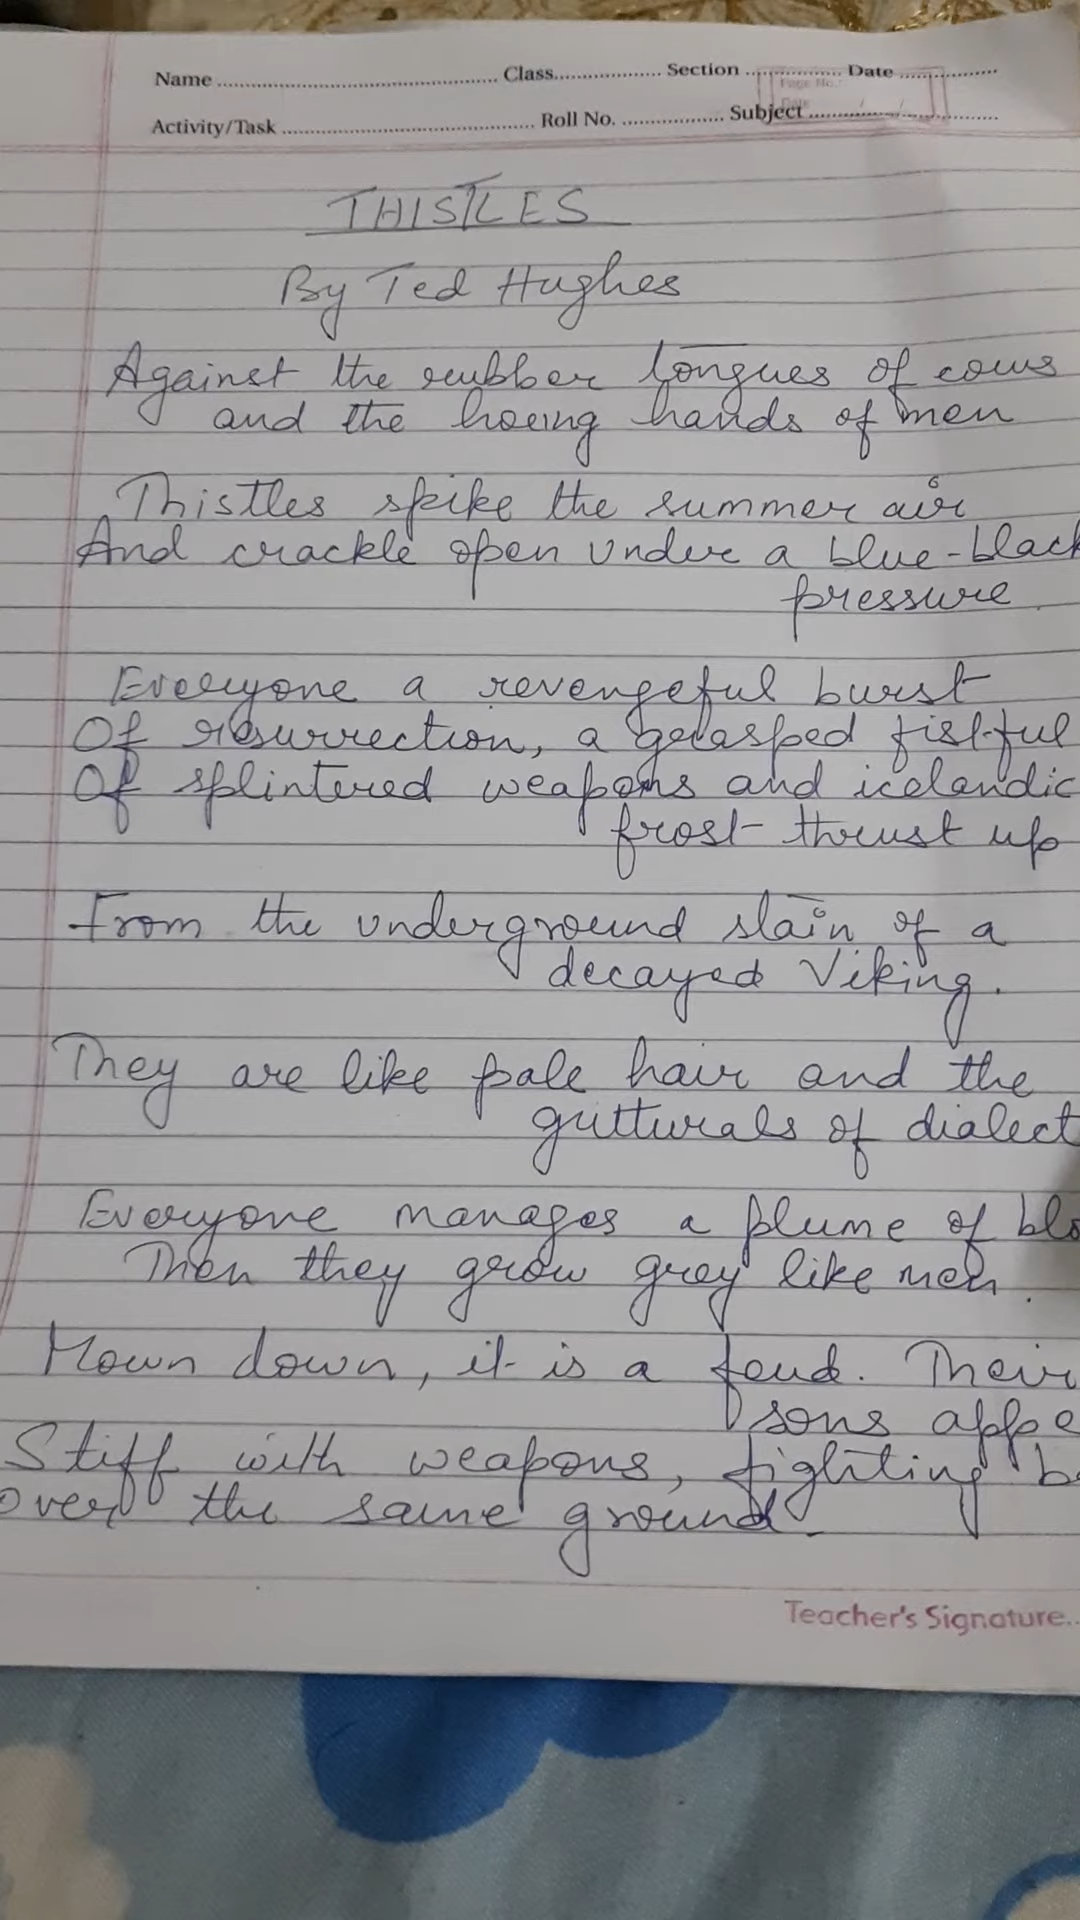 Name ........ Class........ Section ........ Date ........
Page No.:
Activity/Task ........ Roll No. ........ Subject ........
THISTLES
By Ted Hughes
Against the rubber tongues of cows
and the hoeing hands of men
Thistles spike the summer air
And crackle open under a blue-black
pressure.
Everyone a revengeful burst
Of resurrection, a grasped fistful
Of splintered weapons and icelandic
frost thrust up
From the underground stain of a
decayed Viking.
They are like pale hair and the
gutturals of dialect
Everyone manages a plume of blo
Then they grow grey like men.
Mown down, it is a feud. Their
sons appe
Stiff with weapons, fighting b
over the same ground.
Teacher's Signature..